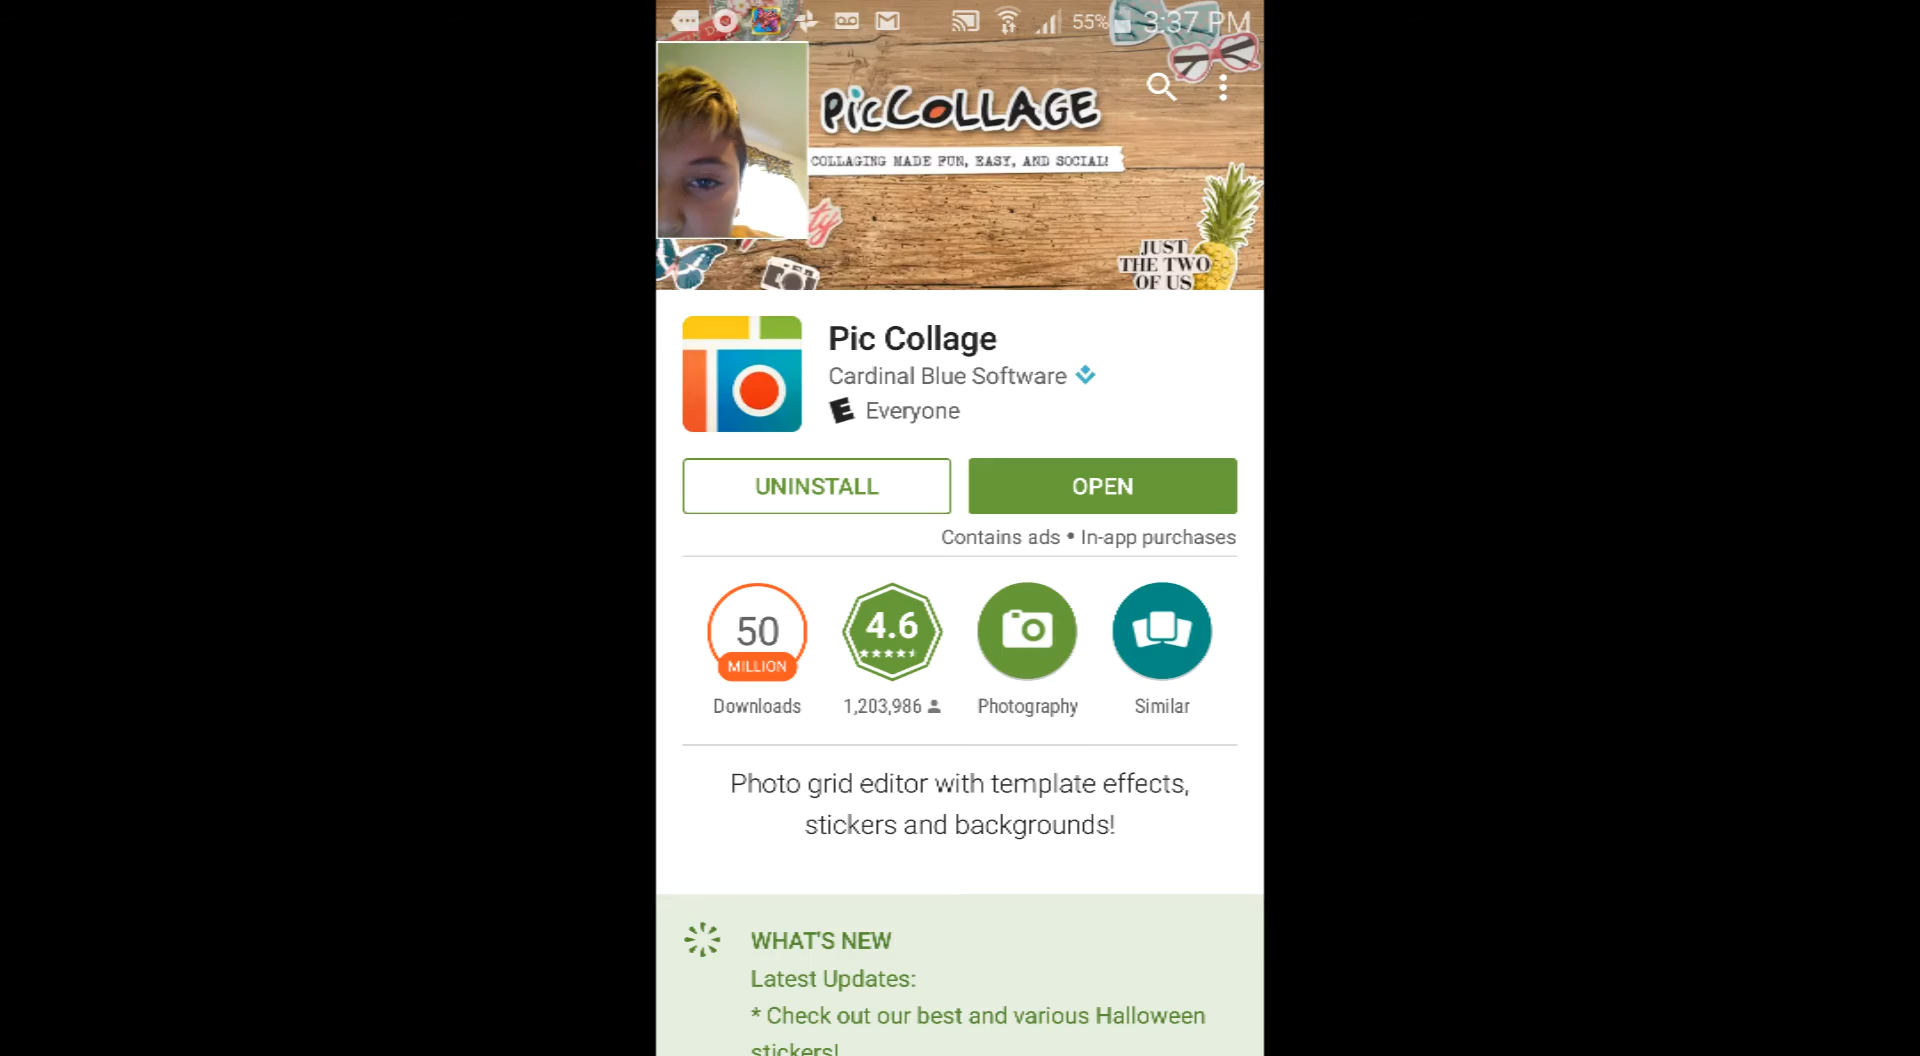 55% 3:37 PM
PicCOLLAGE
COLLAGING MADE FUN, EASY, AND SOCIAL!
JUST
THE TWO
OF US
Pic Collage
Cardinal Blue Software
E Everyone
UNINSTALL
OPEN
Contains ads • In-app purchases
50
MILLION
Downloads
4.6
1,203,986
Photography
Similar
Photo grid editor with template effects,
stickers and backgrounds!
WHAT'S NEW
Latest Updates:
* Check out our best and various Halloween
stickers!